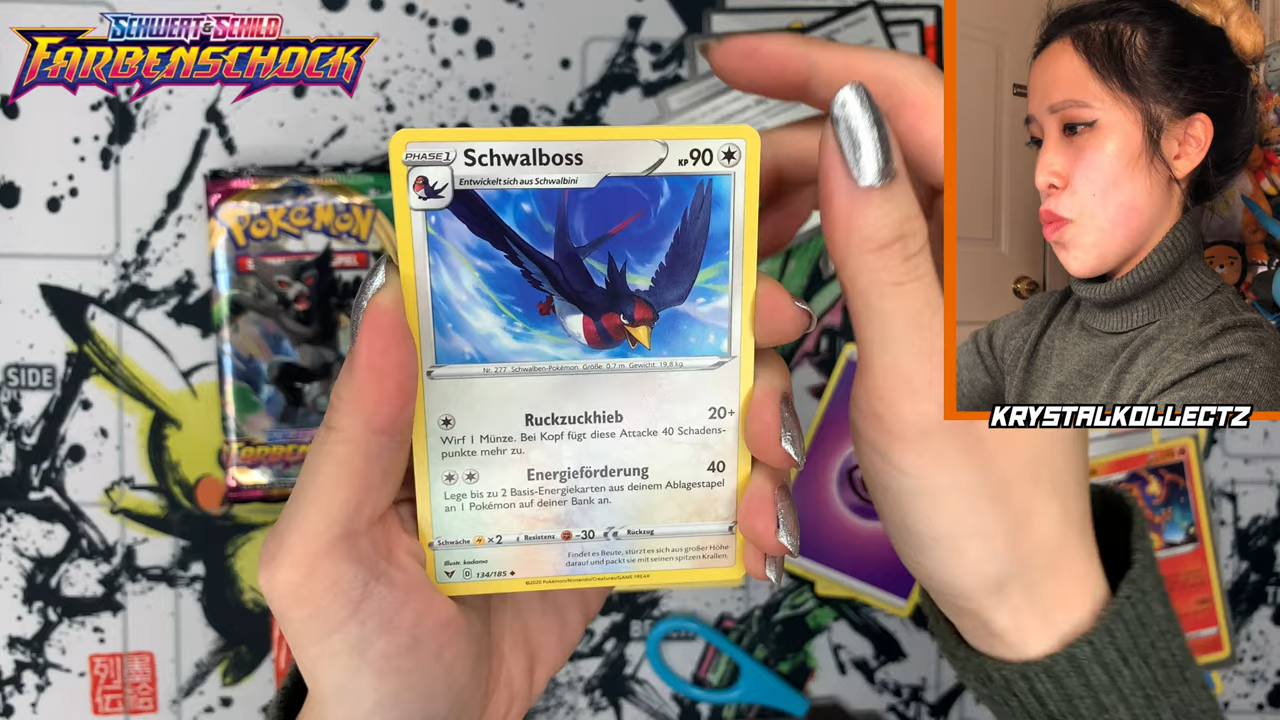 SCHWERT & SCHILD
FARBENSCHOCK
PHASE 1
Schwalboss
KP 90
Entwickelt sich aus Schwalbini
Nr. 277 Schwalben-Pokémon. Größe: 0,7 m. Gewicht: 19,8 kg
Ruckzuckhieb 20+
Wirf 1 Münze. Bei Kopf fügt diese Attacke 40 Schadens-
punkte mehr zu.
Energieförderung 40
Lege bis zu 2 Basis-Energiekarten aus deinem Ablagestapel
an 1 Pokémon auf deiner Bank an.
Schwäche ×2 Resistenz -30 Rückzug
Findet es Beute, stürzt es sich aus großer Höhe
darauf und packt sie mit seinen spitzen Krallen.
Illustr. kodama
D 134/185
©2020 Pokémon/Nintendo/Creatures/GAME FREAK
POKÉMON
SIDE
KRYSTALKOLLECTZ